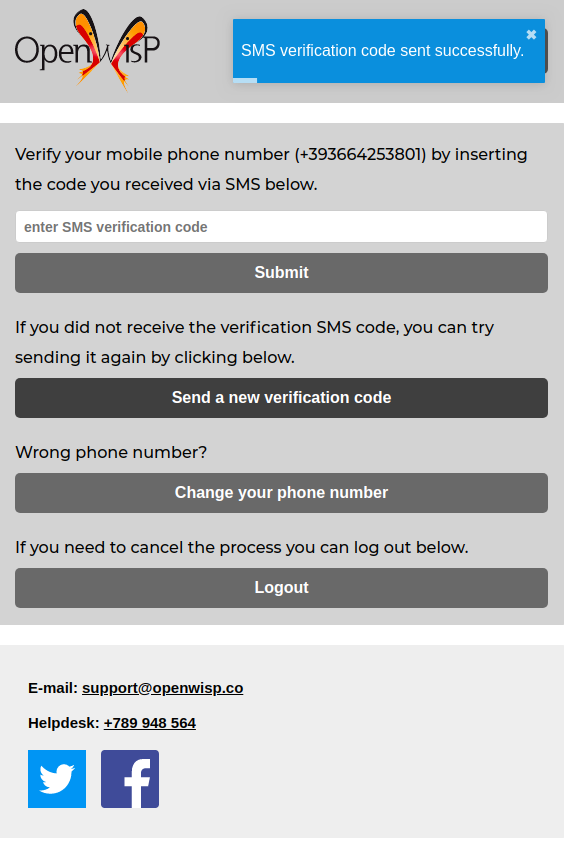 OpenWisP
SMS verification code sent successfully.
Verify your mobile phone number (+393664253801) by inserting
the code you received via SMS below.
enter SMS verification code
Submit
If you did not receive the verification SMS code, you can try
sending it again by clicking below.
Send a new verification code
Wrong phone number?
Change your phone number
If you need to cancel the process you can log out below.
Logout
E-mail: support@openwisp.co
Helpdesk: +789 948 564